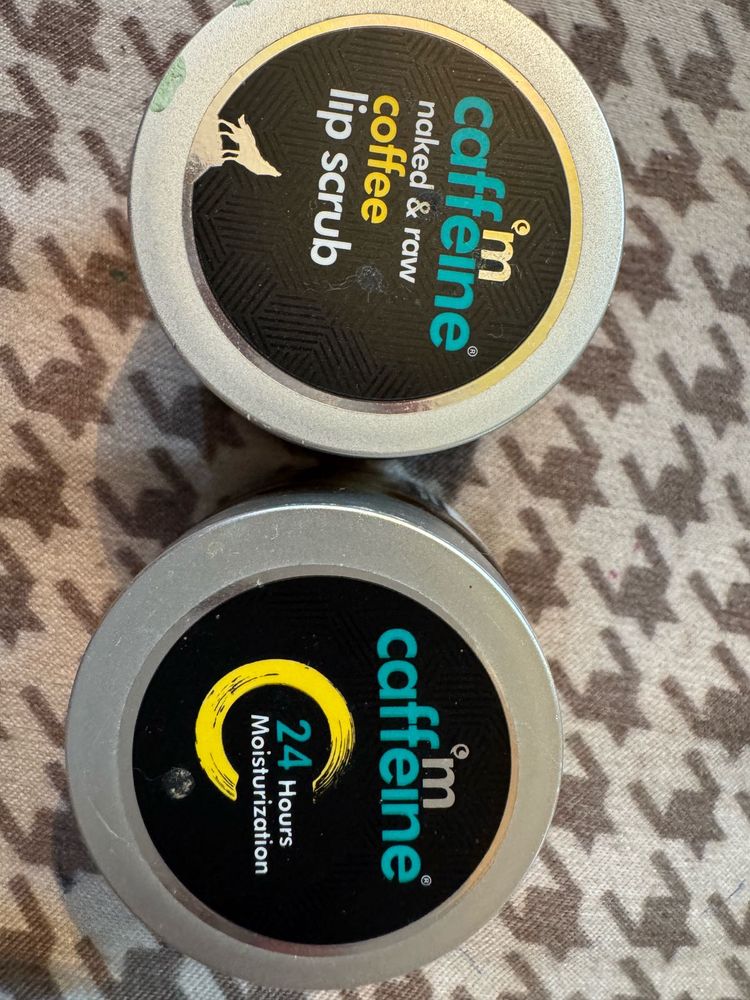 m
caffeine®
naked & raw
coffee
lip scrub
m
caffeine®
24 Hours
Moisturization